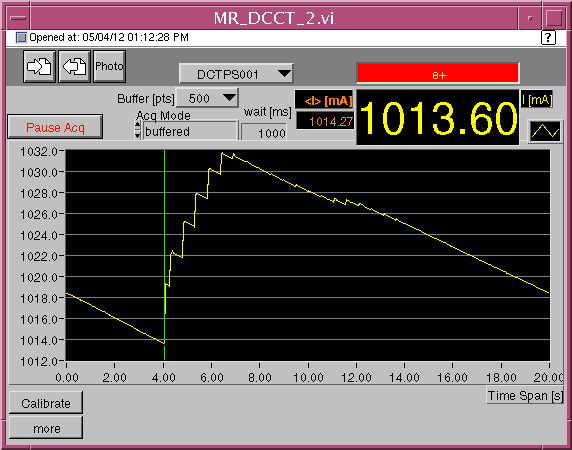 MR_DCCT_2.vi
Opened at: 05/04/12 01:12:28 PM
?
Photo
DCTPS001
e+
Buffer [pts]
500
<I> [mA]
1014.27
1013.60
I [mA]
wait [ms]
1000
Pause Acq
Acq Mode
buffered
1032.0
1030.0
1028.0
1026.0
1024.0
1022.0
1020.0
1018.0
1016.0
1014.0
1012.0
0.00 2.00 4.00 6.00 8.00 10.00 12.00 14.00 16.00 18.00 20.00
Time Span [s]
Calibrate
more